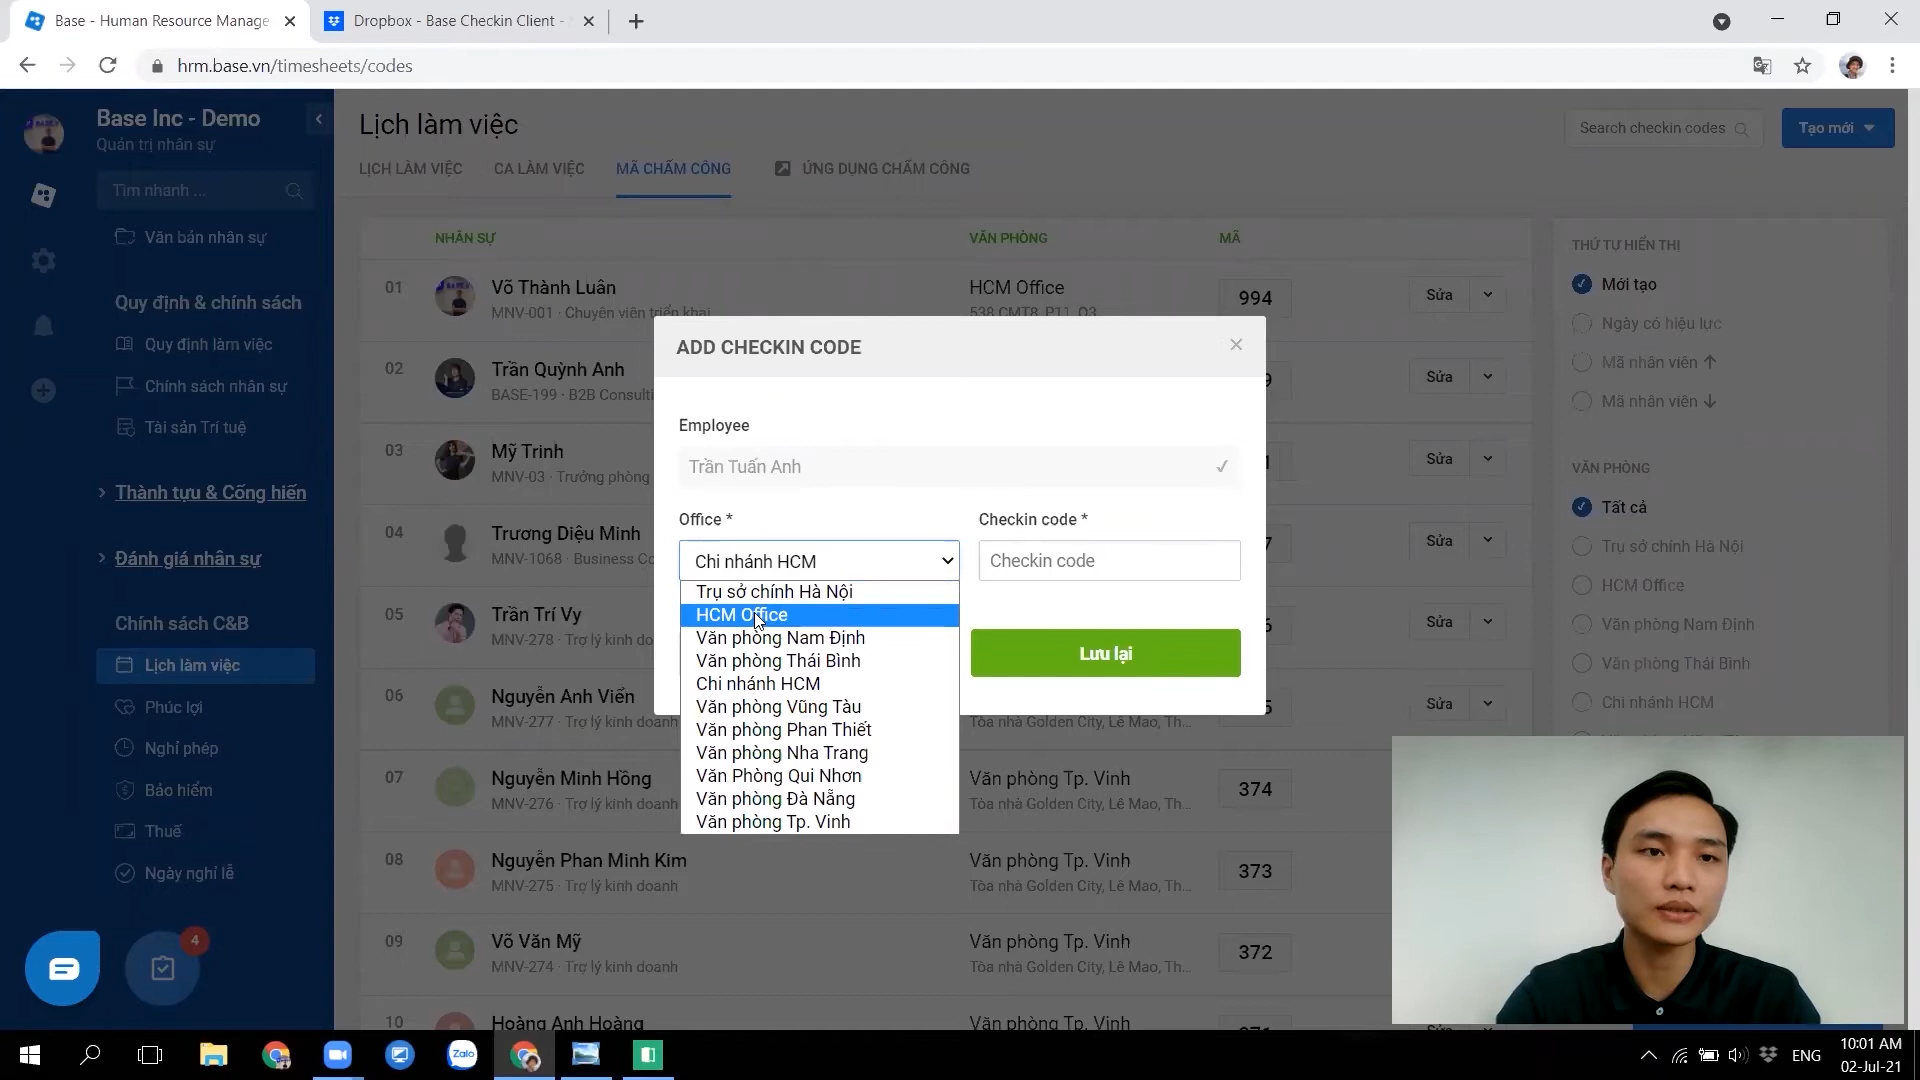 Base - Human Resource Manage
Dropbox - Base Checkin Client -
hrm.base.vn/timesheets/codes
Base Inc - Demo
Quản trị nhân sự
Tìm nhanh ...
Văn bản nhân sự
Quy định & chính sách
Quy định làm việc
Chính sách nhân sự
Tài sản Trí tuệ
Thành tựu & Cống hiến
Đánh giá nhân sự
Chính sách C&B
Lịch làm việc
Phúc lợi
Nghỉ phép
Bảo hiểm
Thuế
Ngày nghỉ lễ
4
Lịch làm việc
Search checkin codes
Tạo mới
LỊCH LÀM VIỆC CA LÀM VIỆC MÃ CHẤM CÔNG ỨNG DỤNG CHẤM CÔNG
NHÂN SỰ VĂN PHÒNG MÃ
01 Võ Thành Luân HCM Office 994 Sửa
MNV-001 · Chuyên viên triển khai 538 CMT8, P11, Q3
02 Trần Quỳnh Anh Sửa
BASE-199 · B2B Consulti
03 Mỹ Trinh Sửa
MNV-03 · Trưởng phòng
04 Trương Diệu Minh Sửa
MNV-1068 · Business Co
05 Trần Trí Vy Sửa
MNV-278 · Trợ lý kinh do
06 Nguyễn Anh Viển Sửa
MNV-277 · Trợ lý kinh doanh Tòa nhà Golden City, Lê Mao, Th...
07 Nguyễn Minh Hồng Văn phòng Tp. Vinh 374
MNV-276 · Trợ lý kinh doanh Tòa nhà Golden City, Lê Mao, Th...
08 Nguyễn Phan Minh Kim Văn phòng Tp. Vinh 373
MNV-275 · Trợ lý kinh doanh Tòa nhà Golden City, Lê Mao, Th...
09 Võ Văn Mỹ Văn phòng Tp. Vinh 372
MNV-274 · Trợ lý kinh doanh Tòa nhà Golden City, Lê Mao, Th...
10 Hoàng Anh Hoàng Văn phòng Tp. Vinh
ADD CHECKIN CODE
Employee
Trần Tuấn Anh
Office * Checkin code *
Chi nhánh HCM Checkin code
Trụ sở chính Hà Nội
HCM Office
Văn phòng Nam Định
Văn phòng Thái Bình
Chi nhánh HCM
Văn phòng Vũng Tàu
Văn phòng Phan Thiết
Văn phòng Nha Trang
Văn Phòng Qui Nhơn
Văn phòng Đà Nẵng
Văn phòng Tp. Vinh
Lưu lại
THỨ TỰ HIỂN THỊ
Mới tạo
Ngày có hiệu lực
Mã nhân viên ↑
Mã nhân viên ↓
VĂN PHÒNG
Tất cả
Trụ sở chính Hà Nội
HCM Office
Văn phòng Nam Định
Văn phòng Thái Bình
Chi nhánh HCM
Zalo
ENG
10:01 AM
02-Jul-21